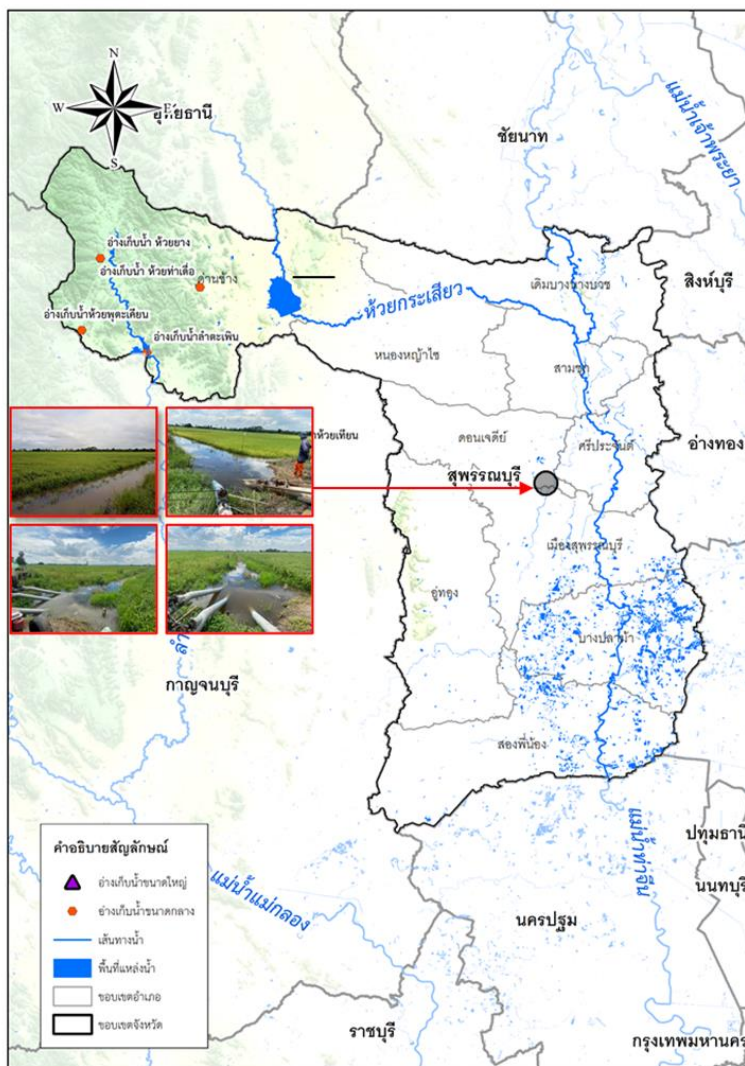 N
W
E
S
อุทัยธานี
ชัยนาท
แม่น้ำเจ้าพระยา
สิงห์บุรี
อ่างเก็บน้ำ ห้วยยาง
อ่างเก็บน้ำ ห้วยท่าเดื่อ
ด่านช้าง
เดิมบางนางบวช
ห้วยกระเสียว
อ่างเก็บน้ำห้วยพุตะเคียน
อ่างเก็บน้ำลำตะเพิน
หนองหญ้าไซ
สามชุก
ห้วยเทียน
ดอนเจดีย์
ศรีประจันต์
อ่างทอง
สุพรรณบุรี
เมืองสุพรรณบุรี
อู่ทอง
บางปลาม้า
กาญจนบุรี
สองพี่น้อง
คำอธิบายสัญลักษณ์
อ่างเก็บน้ำขนาดใหญ่
อ่างเก็บน้ำขนาดกลาง
เส้นทางน้ำ
พื้นที่แหล่งน้ำ
ขอบเขตอำเภอ
ขอบเขตจังหวัด
แม่น้ำแม่กลอง
แม่น้ำท่าจีน
ปทุมธานี
นนทบุรี
นครปฐม
ราชบุรี
กรุงเทพมหานคร